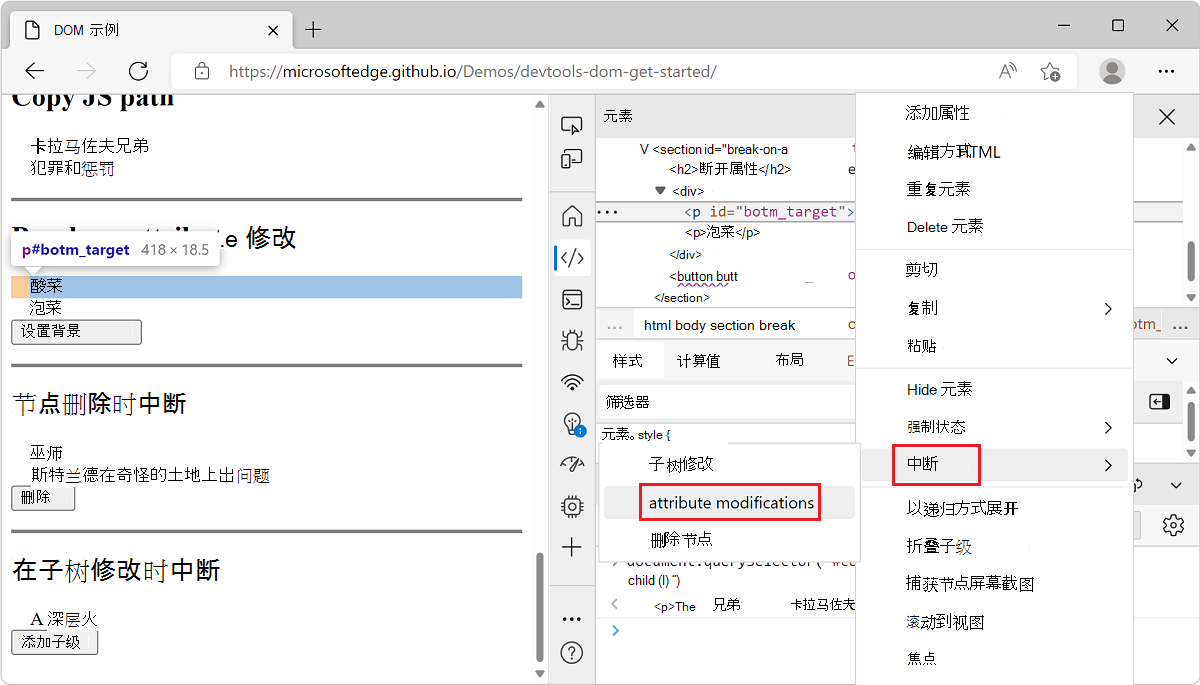 DOM 示例
https://microsoftedge.github.io/Demos/devtools-dom-get-started/
Copy JS path
卡拉马佐夫兄弟
犯罪和惩罚
修改
p#botm_target 418 × 18.5
酸菜
泡菜
设置背景
节点删除时中断
巫师
斯特兰德在奇怪的土地上出问题
删除
在子树修改时中断
A 深层火
添加子级
元素
V <section id="break-on-a
<h2>断开属性</h2>
<div>
<p id="botm_target">
<p>泡菜</p>
</div>
<button butt
</section>
... html body section break
otm_ ...
样式 计算值 布局 E
筛选器
元素。style {
子树修改
attribute modifications
删除节点
document.querySelector("#co
child (l) ")
<p>The 兄弟 卡拉马佐夫
添加属性
编辑方式HTML
重复元素
Delete 元素
剪切
复制
粘贴
Hide 元素
强制状态
中断
以递归方式展开
折叠子级
捕获节点屏幕截图
滚动到视图
焦点